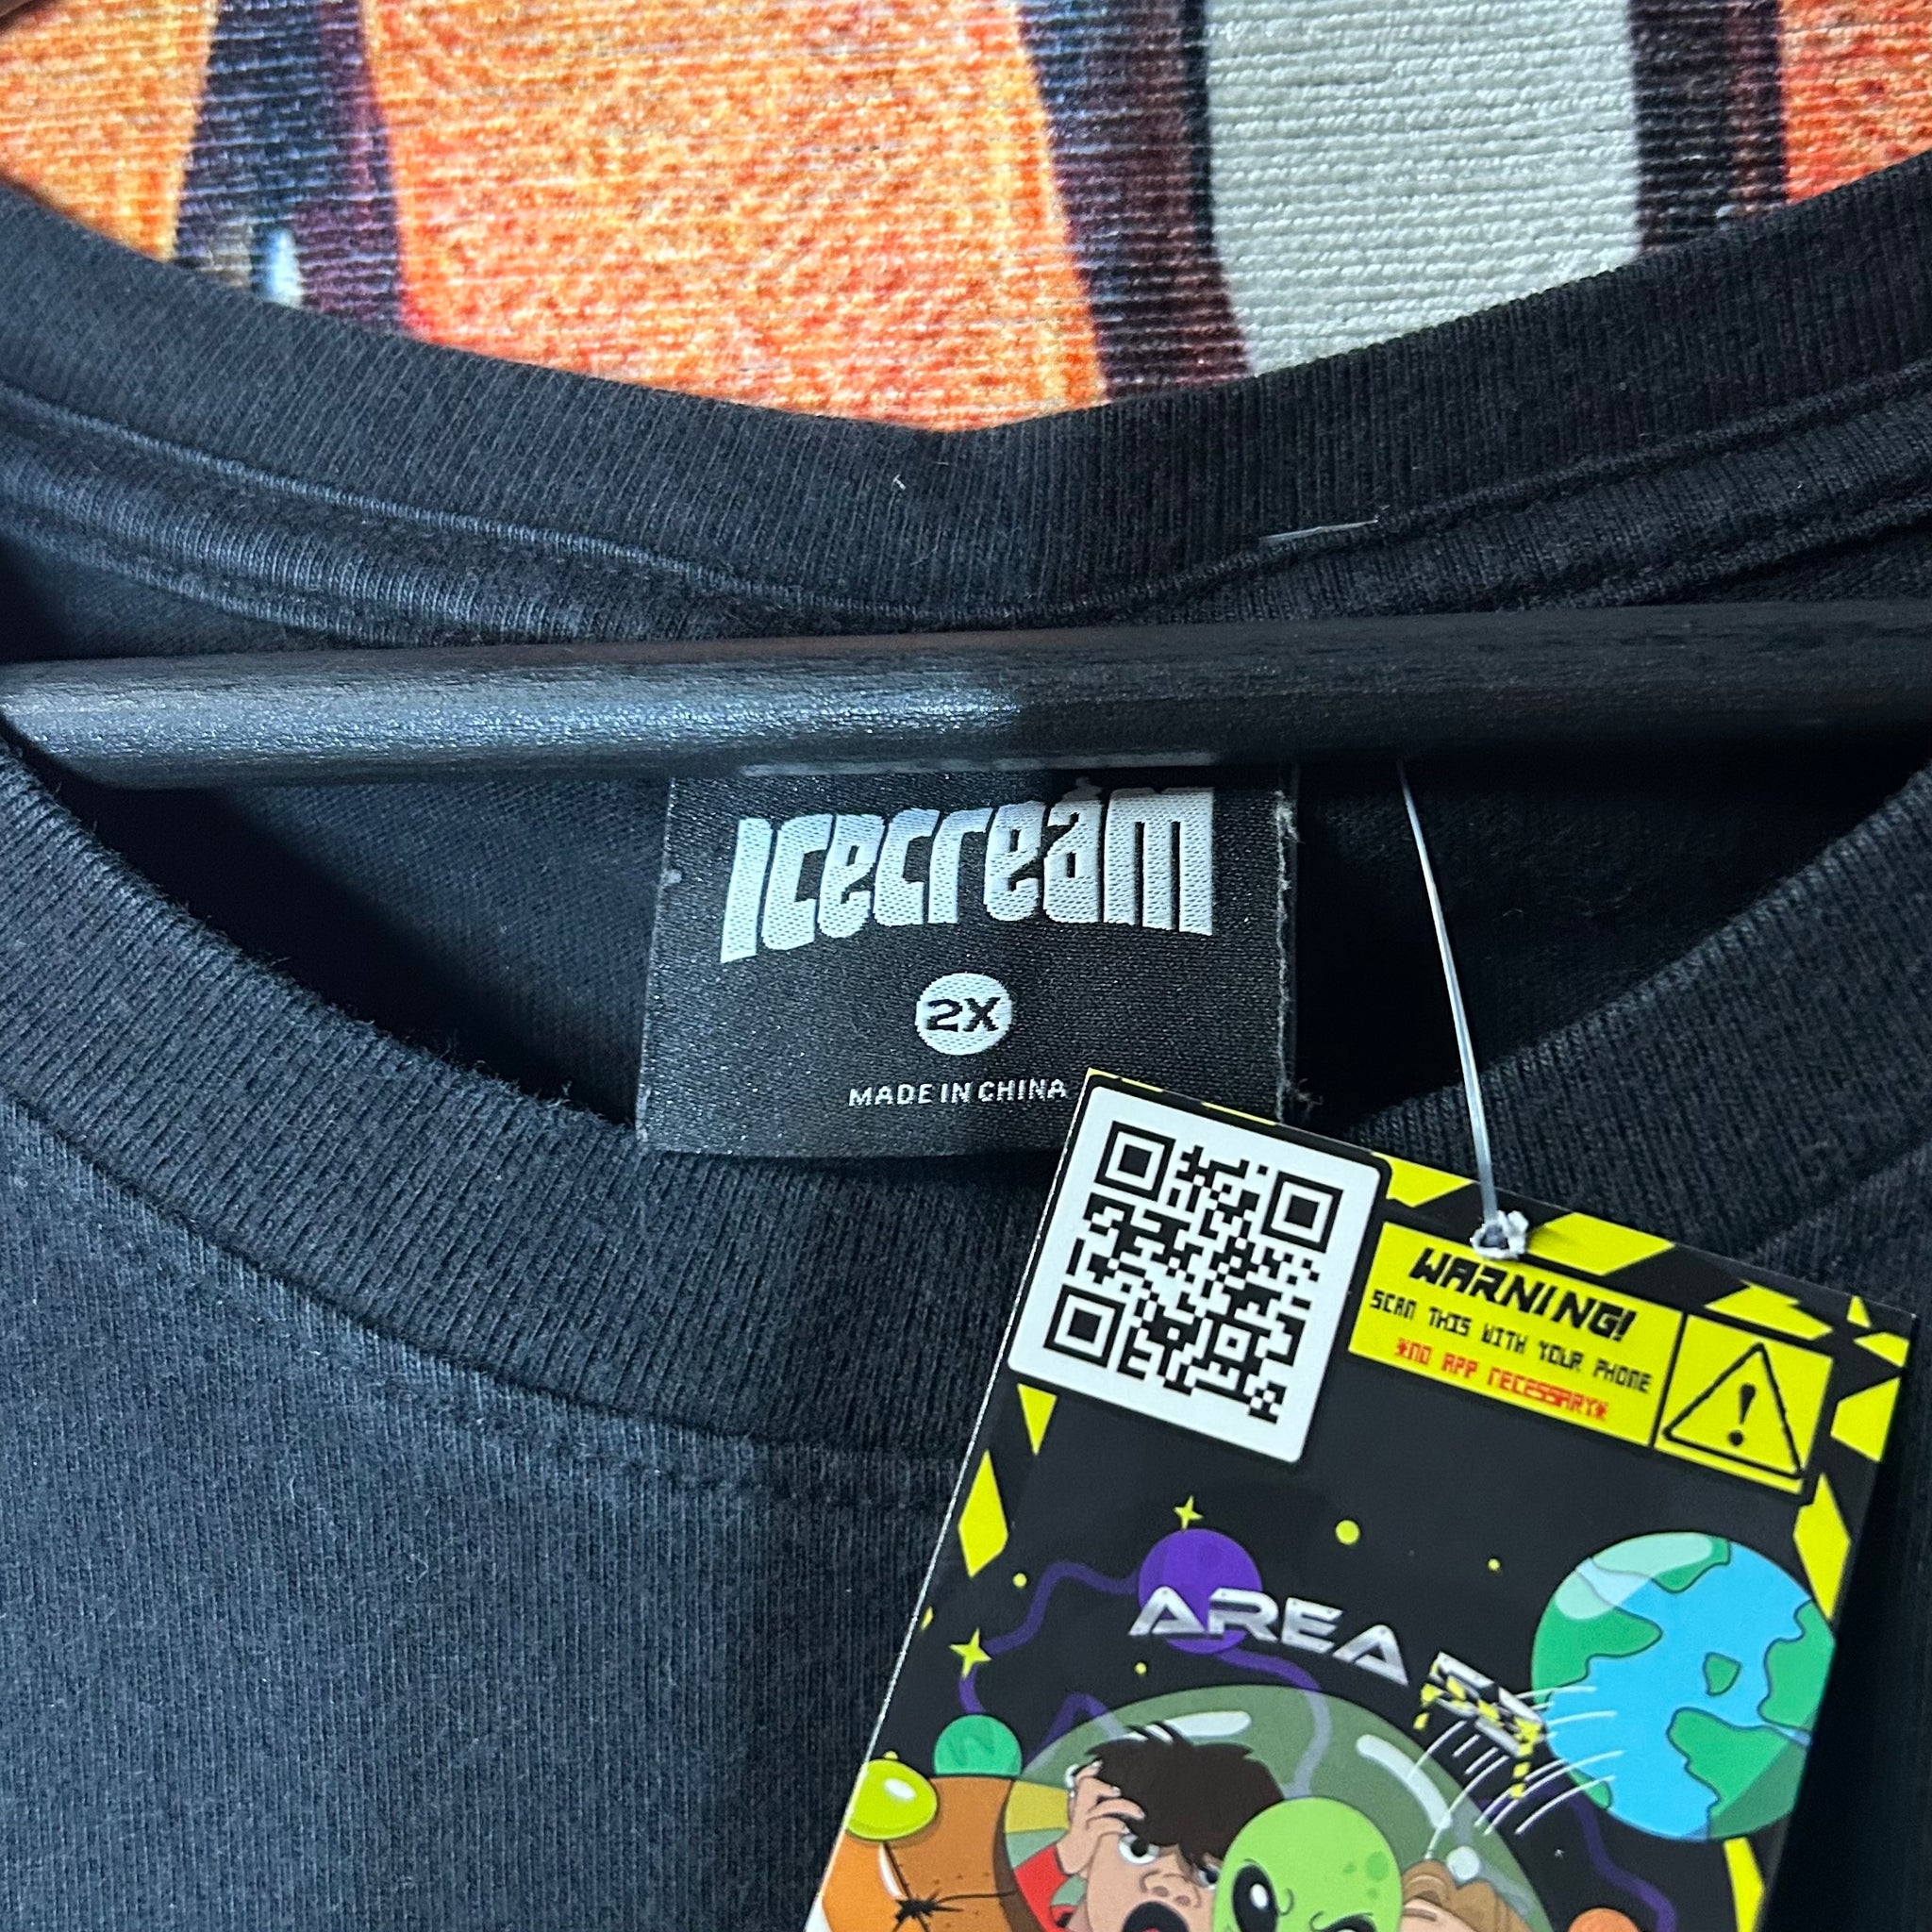 Icecream
2X
MADE IN CHINA
WARNING!
SCAN THIS WITH YOUR PHONE
*NO APP NECESSARY*
AREA